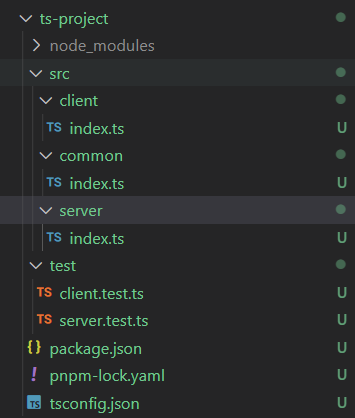 ts-project
node_modules
src
client
TS index.ts U
common
TS index.ts U
server
TS index.ts U
test
TS client.test.ts U
TS server.test.ts U
{ } package.json U
! pnpm-lock.yaml U
TS tsconfig.json U